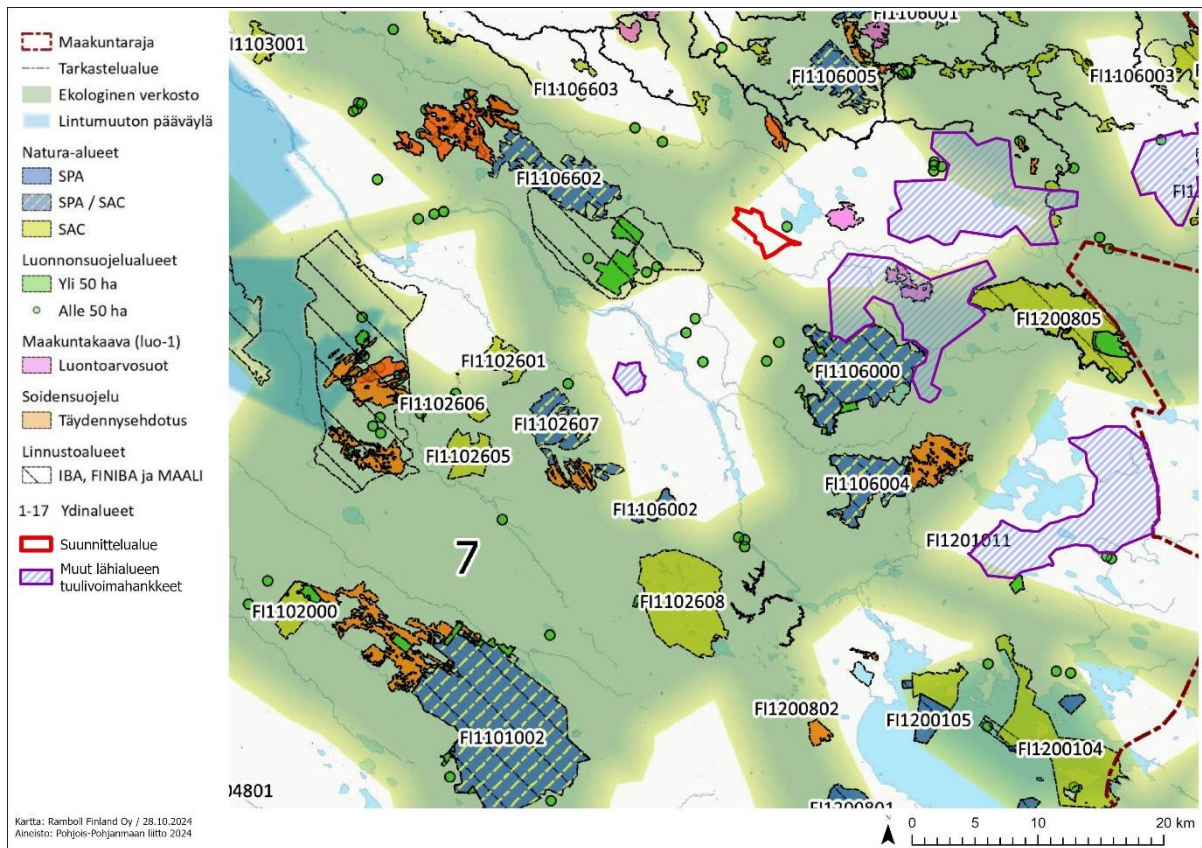 Maakuntaraja
Tarkastelualue
Ekologinen verkosto
Lintumuuton pääväylä
Natura-alueet
SPA
SPA / SAC
SAC
Luonnonsuojelualueet
Yli 50 ha
Alle 50 ha
Maakuntakaava (luo-1)
Luontoarvosuot
Soidensuojelu
Täydennysehdotus
Linnustoalueet
IBA, FINIBA ja MAALI
1-17 Ydinalueet
Suunnittelualue
Muut lähialueen
tuulivoimahankkeet
Kartta: Ramboll Finland Oy / 28.10.2024
Aineisto: Pohjois-Pohjanmaan liitto 2024
FI1106001
I1103001
FI1106005
FI1106003
FI1106603
FI1106602
FI1200805
FI1102601
FI1106000
FI1102606
FI1102607
FI1102605
FI1106004
FI1106002
FI1201011
7
FI1102000
FI1102608
FI1200802
FI1200105
FI1101002
FI1200104
04801
FI1200801
N
0 5 10 20 km